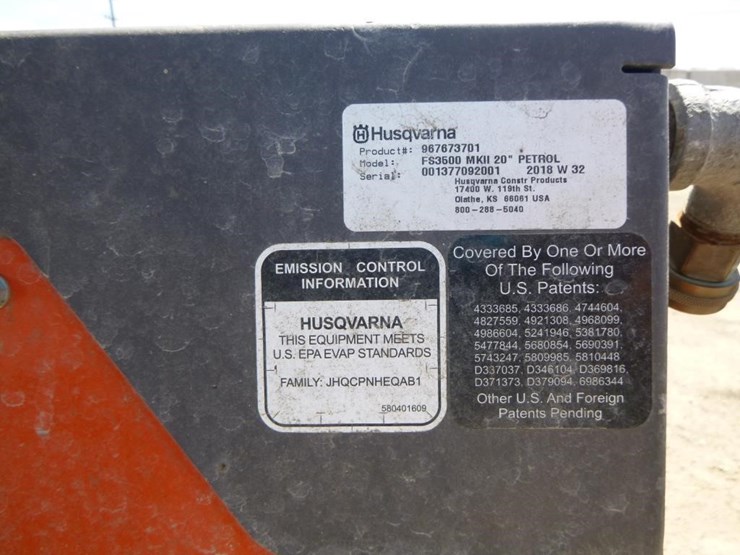 Husqvarna
Product#: 967673701
Model: FS3500 MKII 20" PETROL
Serial: 001377092001 2018 W 32
Husqvarna Constr Products
17400 W. 119th St.
Olathe, KS 66061 USA
800-288-5040
EMISSION CONTROL
INFORMATION
HUSQVARNA
THIS EQUIPMENT MEETS
U.S. EPA EVAP STANDARDS
FAMILY: JHQCPNHEQAB1
580401609
Covered By One Or More
Of The Following
U.S. Patents:
4333685, 4333686, 4744604,
4827559, 4921308, 4968099,
4986604, 5241946, 5381780,
5477844, 5680854, 5690391,
5743247, 5809985, 5810448
D337037, D346104, D369816,
D371373, D379094, 6986344
Other U.S. And Foreign
Patents Pending